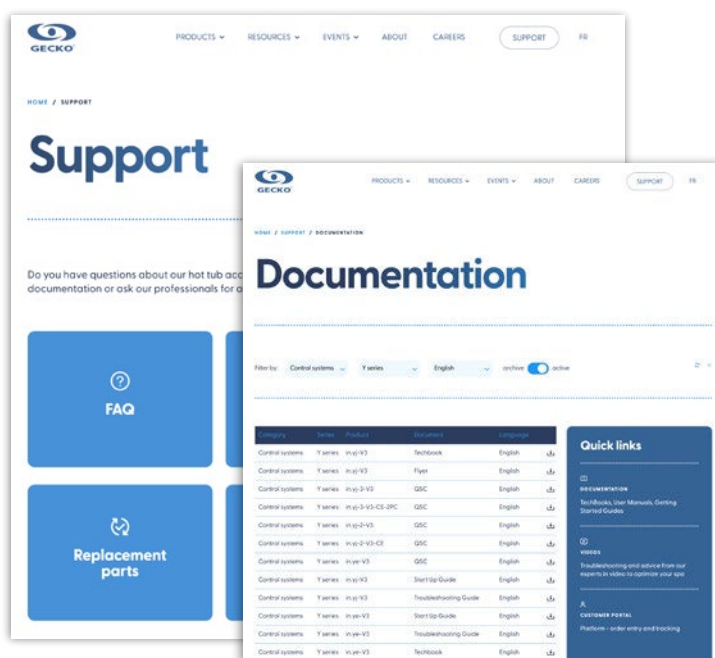 GECKO
PRODUCTS RESOURCES EVENTS ABOUT CAREERS SUPPORT FR
HOME / SUPPORT
Support
Do you have questions about our hot tub acc
documentation or ask our professionals for a
FAQ
Replacement
parts
GECKO
PRODUCTS RESOURCES EVENTS ABOUT CAREERS SUPPORT FR
HOME / SUPPORT / DOCUMENTATION
Documentation
Filter by: Control systems Y series English archive active
Category Series Product Document Language
Control systems Y series in.yj-V3 Techbook English
Control systems Y series in.yj-V3 Flyer English
Control systems Y series in.yj-3-V3 QSC English
Control systems Y series in.yj-3-V3-CE-2PC QSC English
Control systems Y series in.yj-2-V3 QSC English
Control systems Y series in.yj-2-V3-CE QSC English
Control systems Y series in.ye-V3 QSC English
Control systems Y series in.yj-V3 Start Up Guide English
Control systems Y series in.yj-V3 Troubleshooting Guide English
Control systems Y series in.ye-V3 Start Up Guide English
Control systems Y series in.ye-V3 Troubleshooting Guide English
Control systems Y series in.ye-V3 Techbook English
Quick links
DOCUMENTATION
TechBooks, User Manuals, Getting
Started Guides
VIDEOS
Troubleshooting and advice from our
experts in video to optimize your spa
CUSTOMER PORTAL
Platform - order entry and tracking